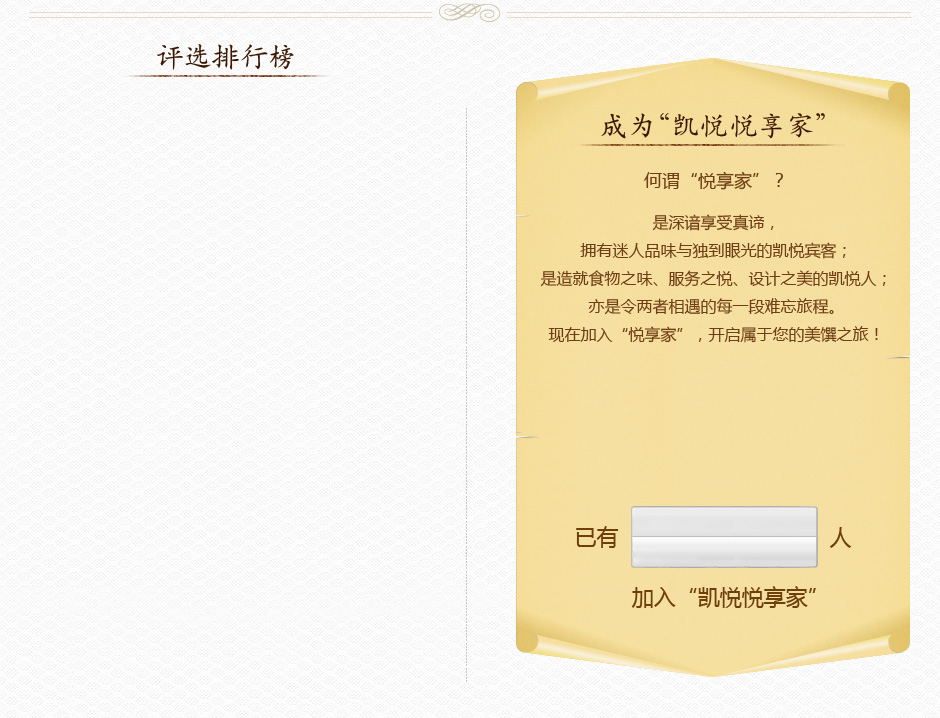 评选排行榜
成为“凯悦悦享家”
何谓“悦享家”？
是深谙享受真谛，
拥有迷人品味与独到眼光的凯悦宾客；
是造就食物之味、服务之悦、设计之美的凯悦人；
亦是令两者相遇的每一段难忘旅程。
现在加入“悦享家”，开启属于您的美馔之旅！
已有 人
加入“凯悦悦享家”